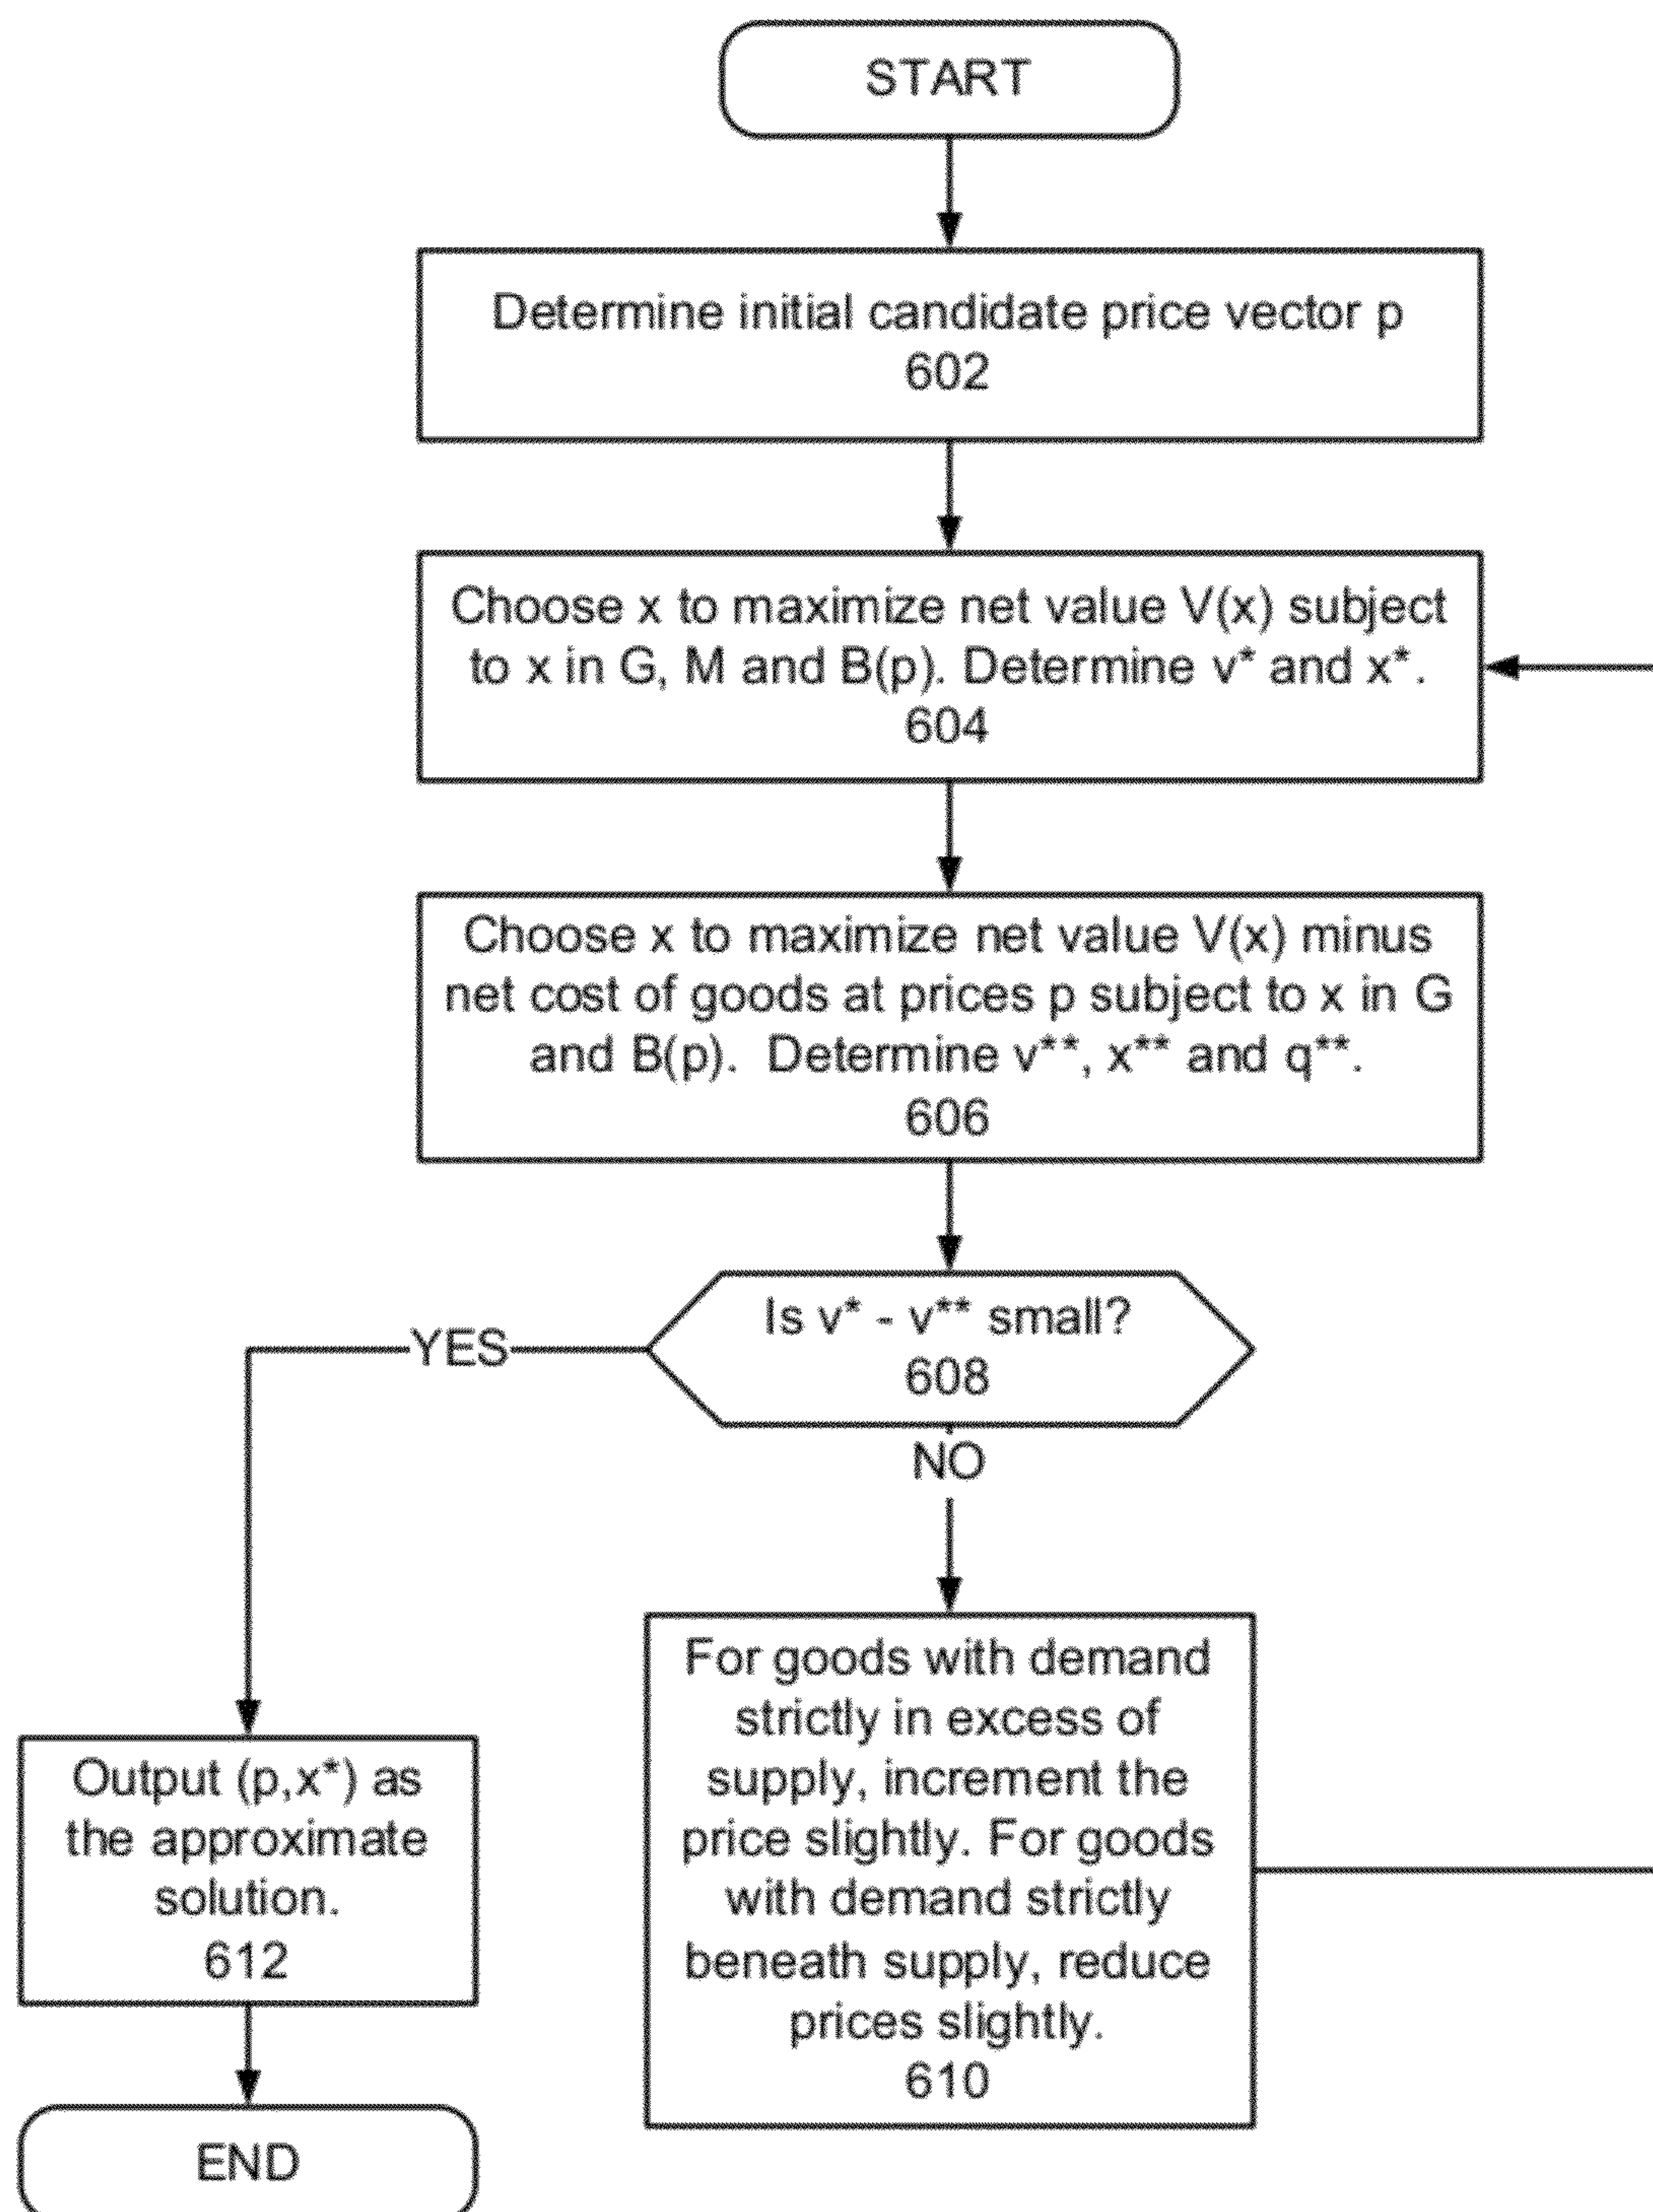 START
Determine initial candidate price vector p
602
Choose x to maximize net value V(x) subject
to x in G, M and B(p). Determine v* and x*.
604
Choose x to maximize net value V(x) minus
net cost of goods at prices p subject to x in G
and B(p). Determine v**, x** and q**.
606
Is v* - v** small?
608
YES
NO
For goods with demand
strictly in excess of
supply, increment the
price slightly. For goods
with demand strictly
beneath supply, reduce
prices slightly.
610
Output (p,x*) as
the approximate
solution.
612
END